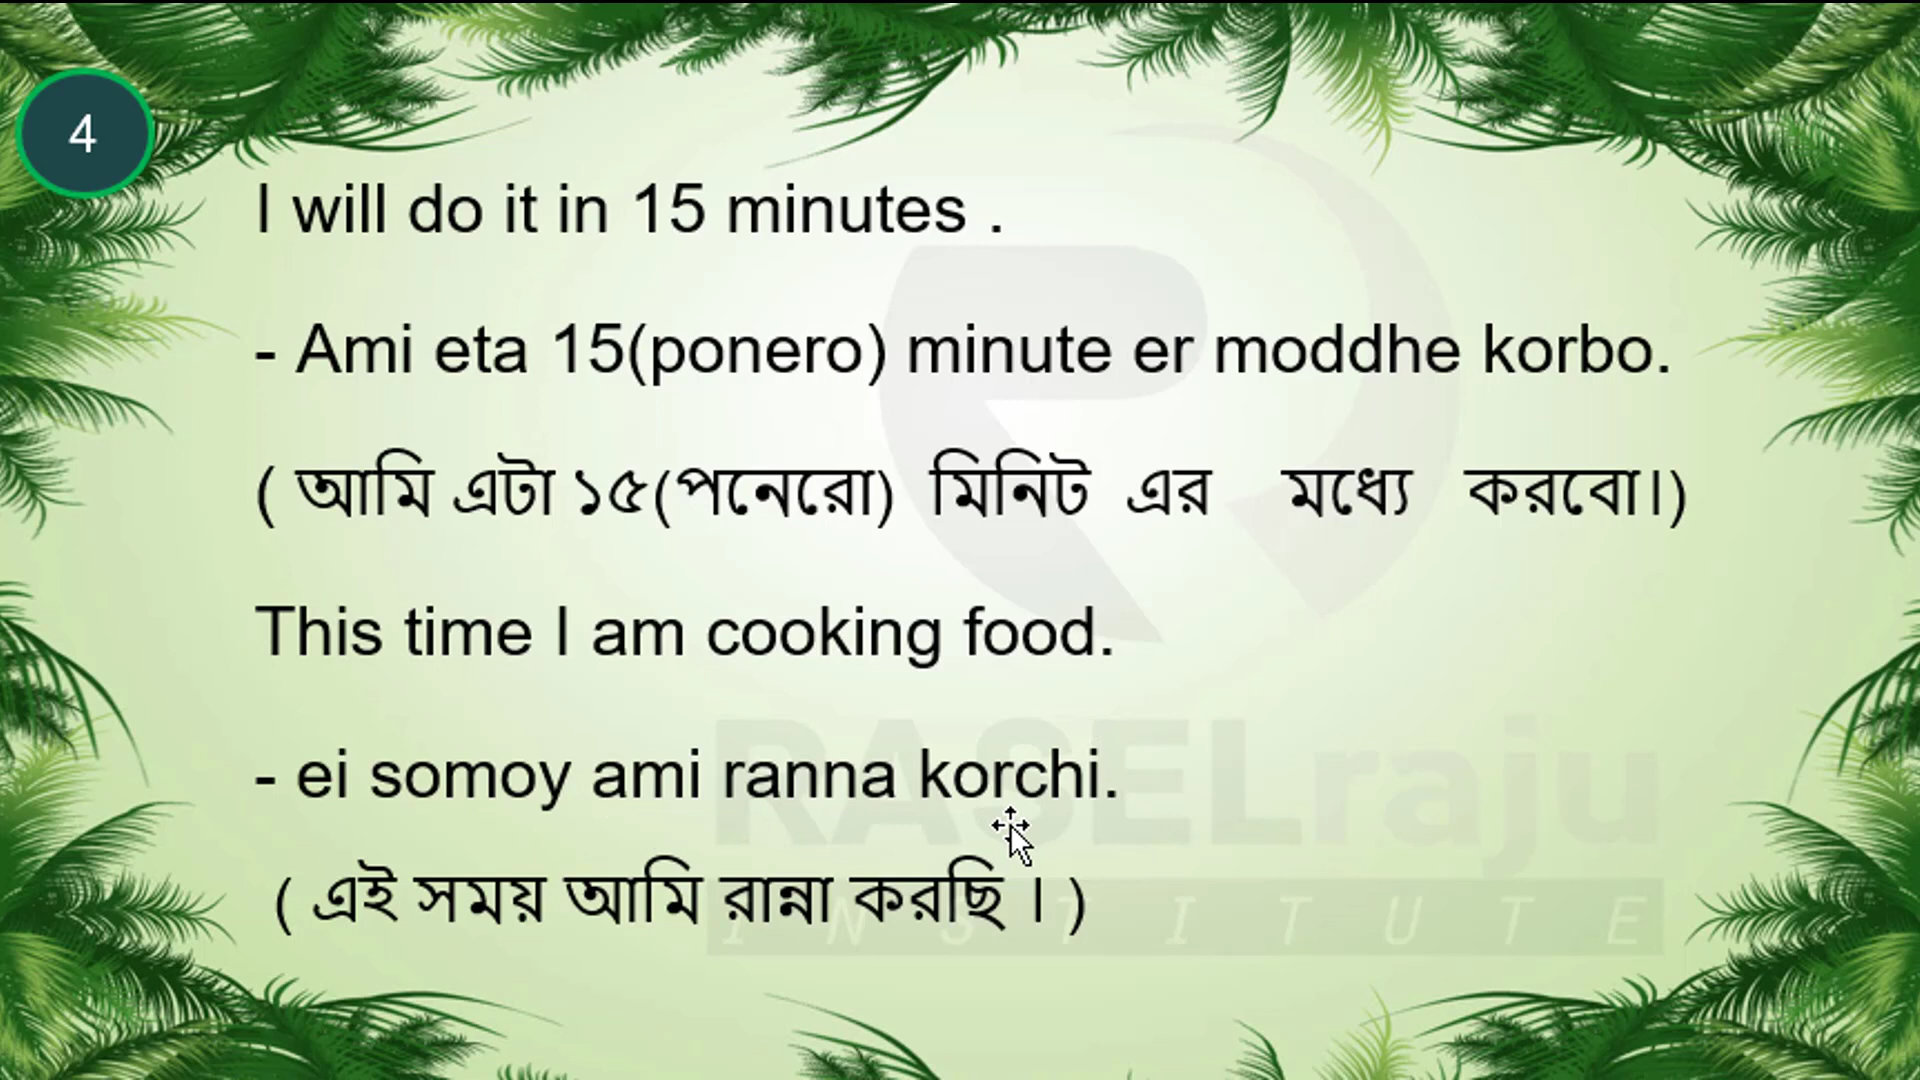 4
I will do it in 15 minutes .
- Ami eta 15(ponero) minute er moddhe korbo.
( আমি এটা ১৫(পনেরো) মিনিট এর মধ্যে করবো।)
This time I am cooking food.
- ei somoy ami ranna korchi.
( এই সময় আমি রান্না করছি । )
RASELraju
INSTITUTE